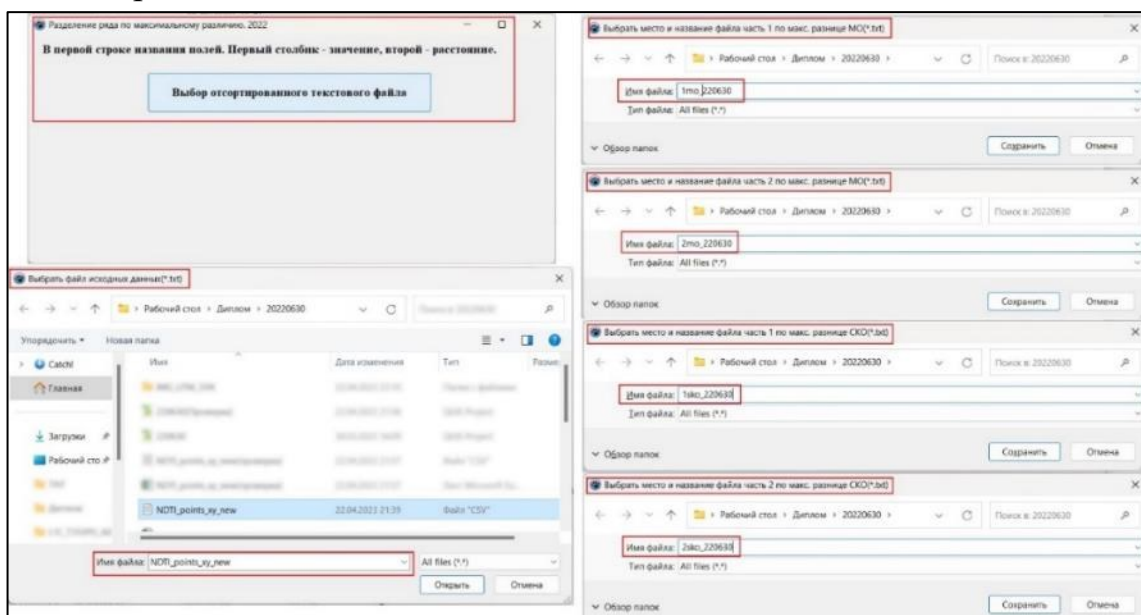 Разделение ряда по максимальному различию. 2022
В первой строке названия полей. Первый столбик - значение, второй - расстояние.
Выбор отсортированного текстового файла
Выбрать файл исходных данных(*.txt)
Рабочий стол > Диплом > 20220630
Упорядочить Новая папка
Имя Дата изменения Тип Размер
Catch!
Главная
Загрузки
Рабочий сто
NDTI_points_xy_new 22.04.2023 21:39 Файл "CSV"
Имя файла: NDTI_points_xy_new All files (*.*)
Открыть Отмена
Выбрать место и название файла часть 1 по макс. разнице МО(*.txt)
Рабочий стол > Диплом > 20220630 > Поиск в: 20220630
Имя файла: 1mo_220630
Тип файла: All files (*.*)
Обзор папок Сохранить Отмена
Выбрать место и название файла часть 2 по макс. разнице МО(*.txt)
Рабочий стол > Диплом > 20220630 > Поиск в: 20220630
Имя файла: 2mo_220630
Тип файла: All files (*.*)
Обзор папок Сохранить Отмена
Выбрать место и название файла часть 1 по макс. разнице СКО(*.txt)
Рабочий стол > Диплом > 20220630 > Поиск в: 20220630
Имя файла: 1sko_220630
Тип файла: All files (*.*)
Обзор папок Сохранить Отмена
Выбрать место и название файла часть 2 по макс. разнице СКО(*.txt)
Рабочий стол > Диплом > 20220630 > Поиск в: 20220630
Имя файла: 2sko_220630
Тип файла: All files (*.*)
Обзор папок Сохранить Отмена